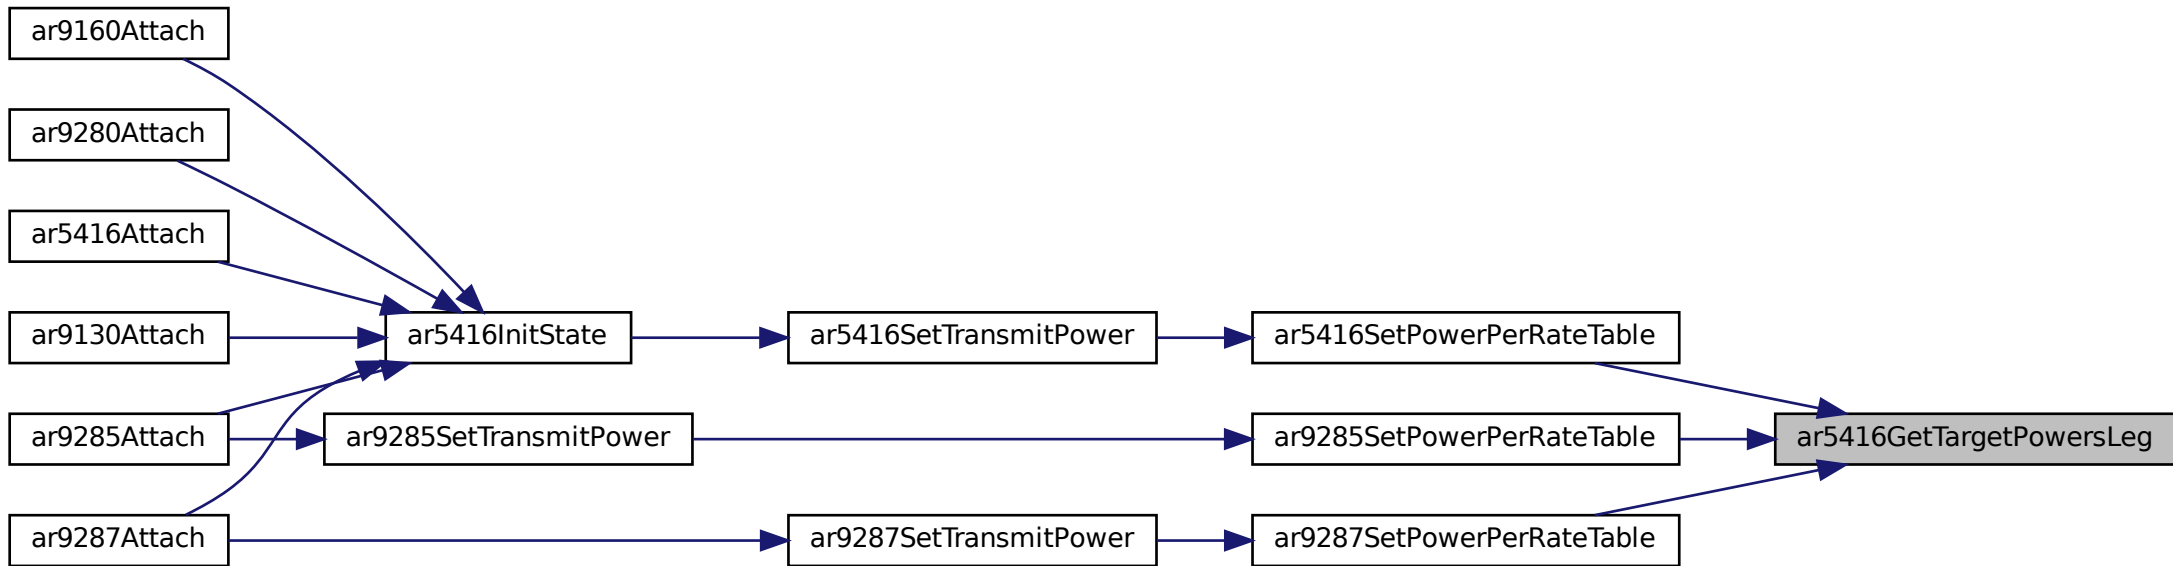 ar9160Attach
ar9280Attach
ar5416Attach
ar9130Attach
ar5416InitState
ar5416SetTransmitPower
ar5416SetPowerPerRateTable
ar9285Attach
ar9285SetTransmitPower
ar9285SetPowerPerRateTable
ar5416GetTargetPowersLeg
ar9287Attach
ar9287SetTransmitPower
ar9287SetPowerPerRateTable